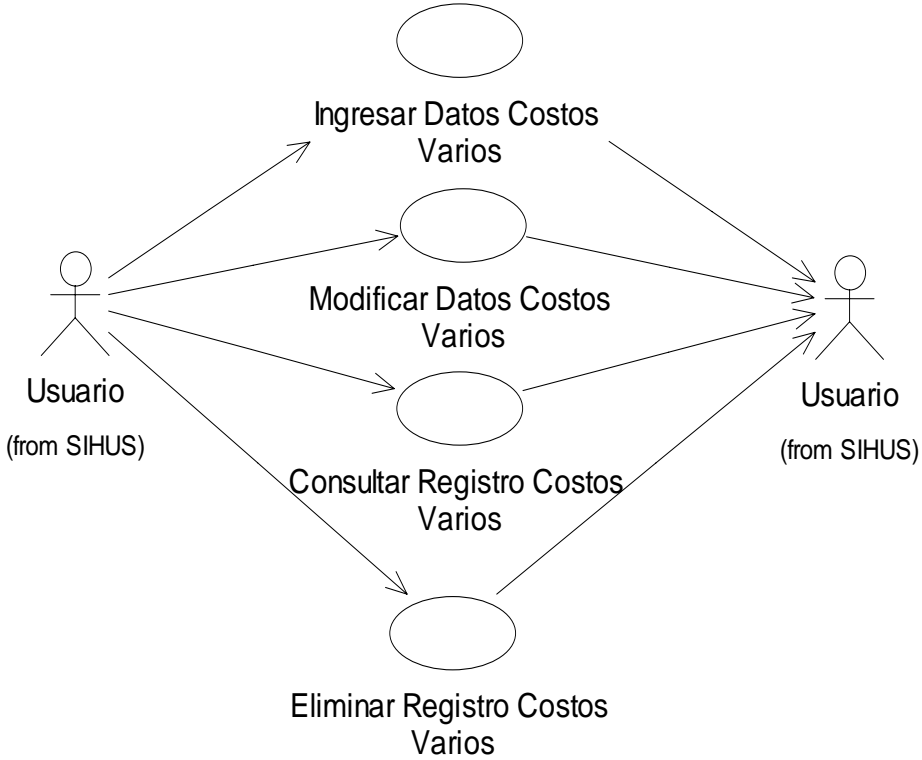 Ingresar Datos Costos
Varios
Modificar Datos Costos
Varios
Usuario
(from SIHUS)
Usuario
(from SIHUS)
Consultar Registro Costos
Varios
Eliminar Registro Costos
Varios